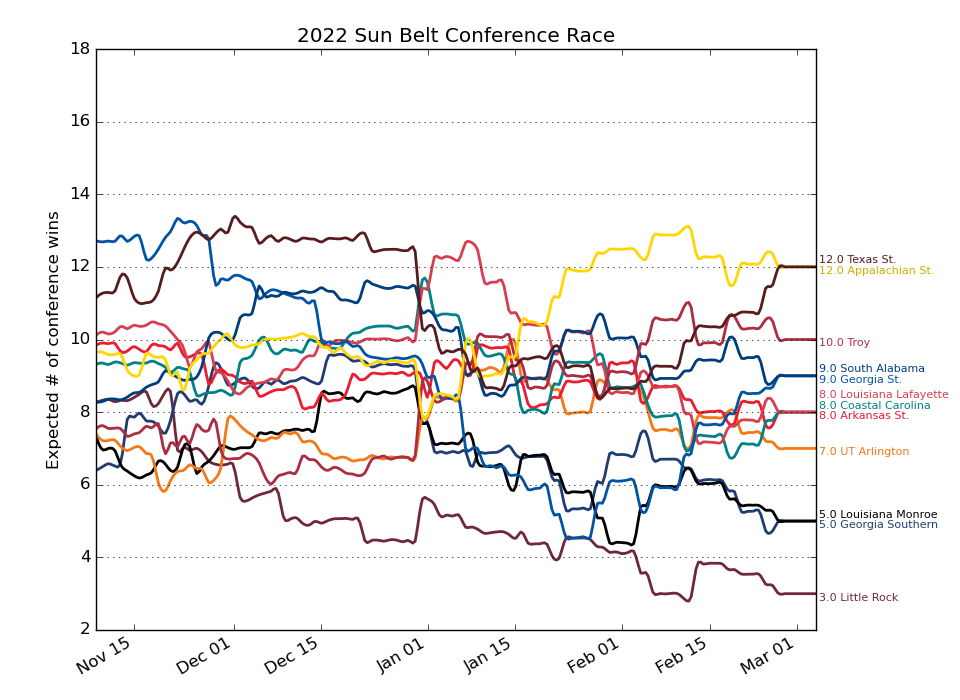 2022 Sun Belt Conference Race
Expected # of conference wins
18
16
14
12
10
8
6
4
2
12.0 Texas St.
12.0 Appalachian St.
10.0 Troy
9.0 South Alabama
9.0 Georgia St.
8.0 Louisiana Lafayette
8.0 Coastal Carolina
8.0 Arkansas St.
7.0 UT Arlington
5.0 Louisiana Monroe
5.0 Georgia Southern
3.0 Little Rock
Nov 15
Dec 01
Dec 15
Jan 01
Jan 15
Feb 01
Feb 15
Mar 01